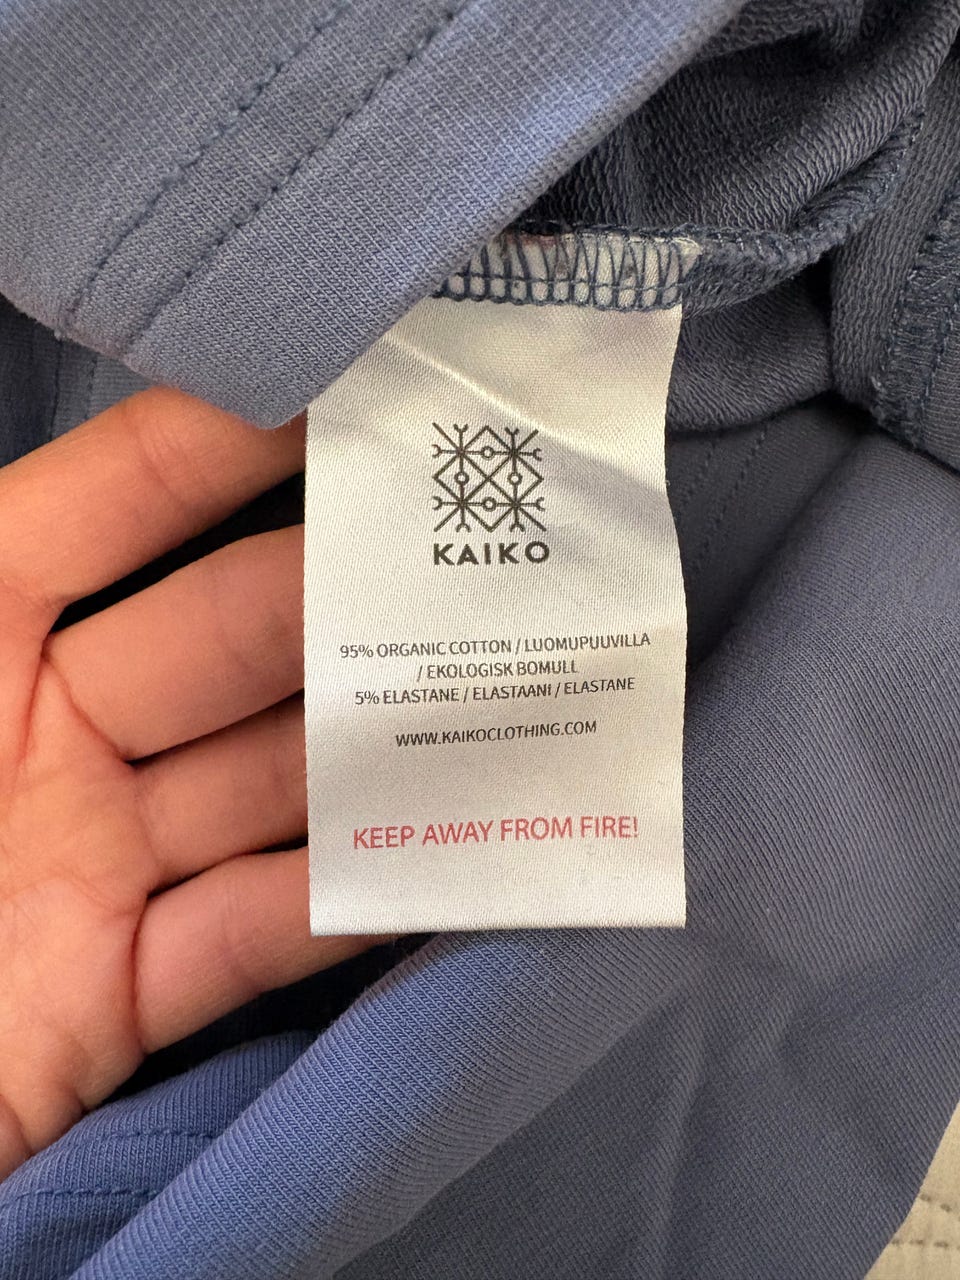 KAIKO
95% ORGANIC COTTON / LUOMUPUUVILLA
/ EKOLOGISK BOMULL
5% ELASTANE / ELASTAANI / ELASTANE
WWW.KAIKOCLOTHING.COM
KEEP AWAY FROM FIRE!